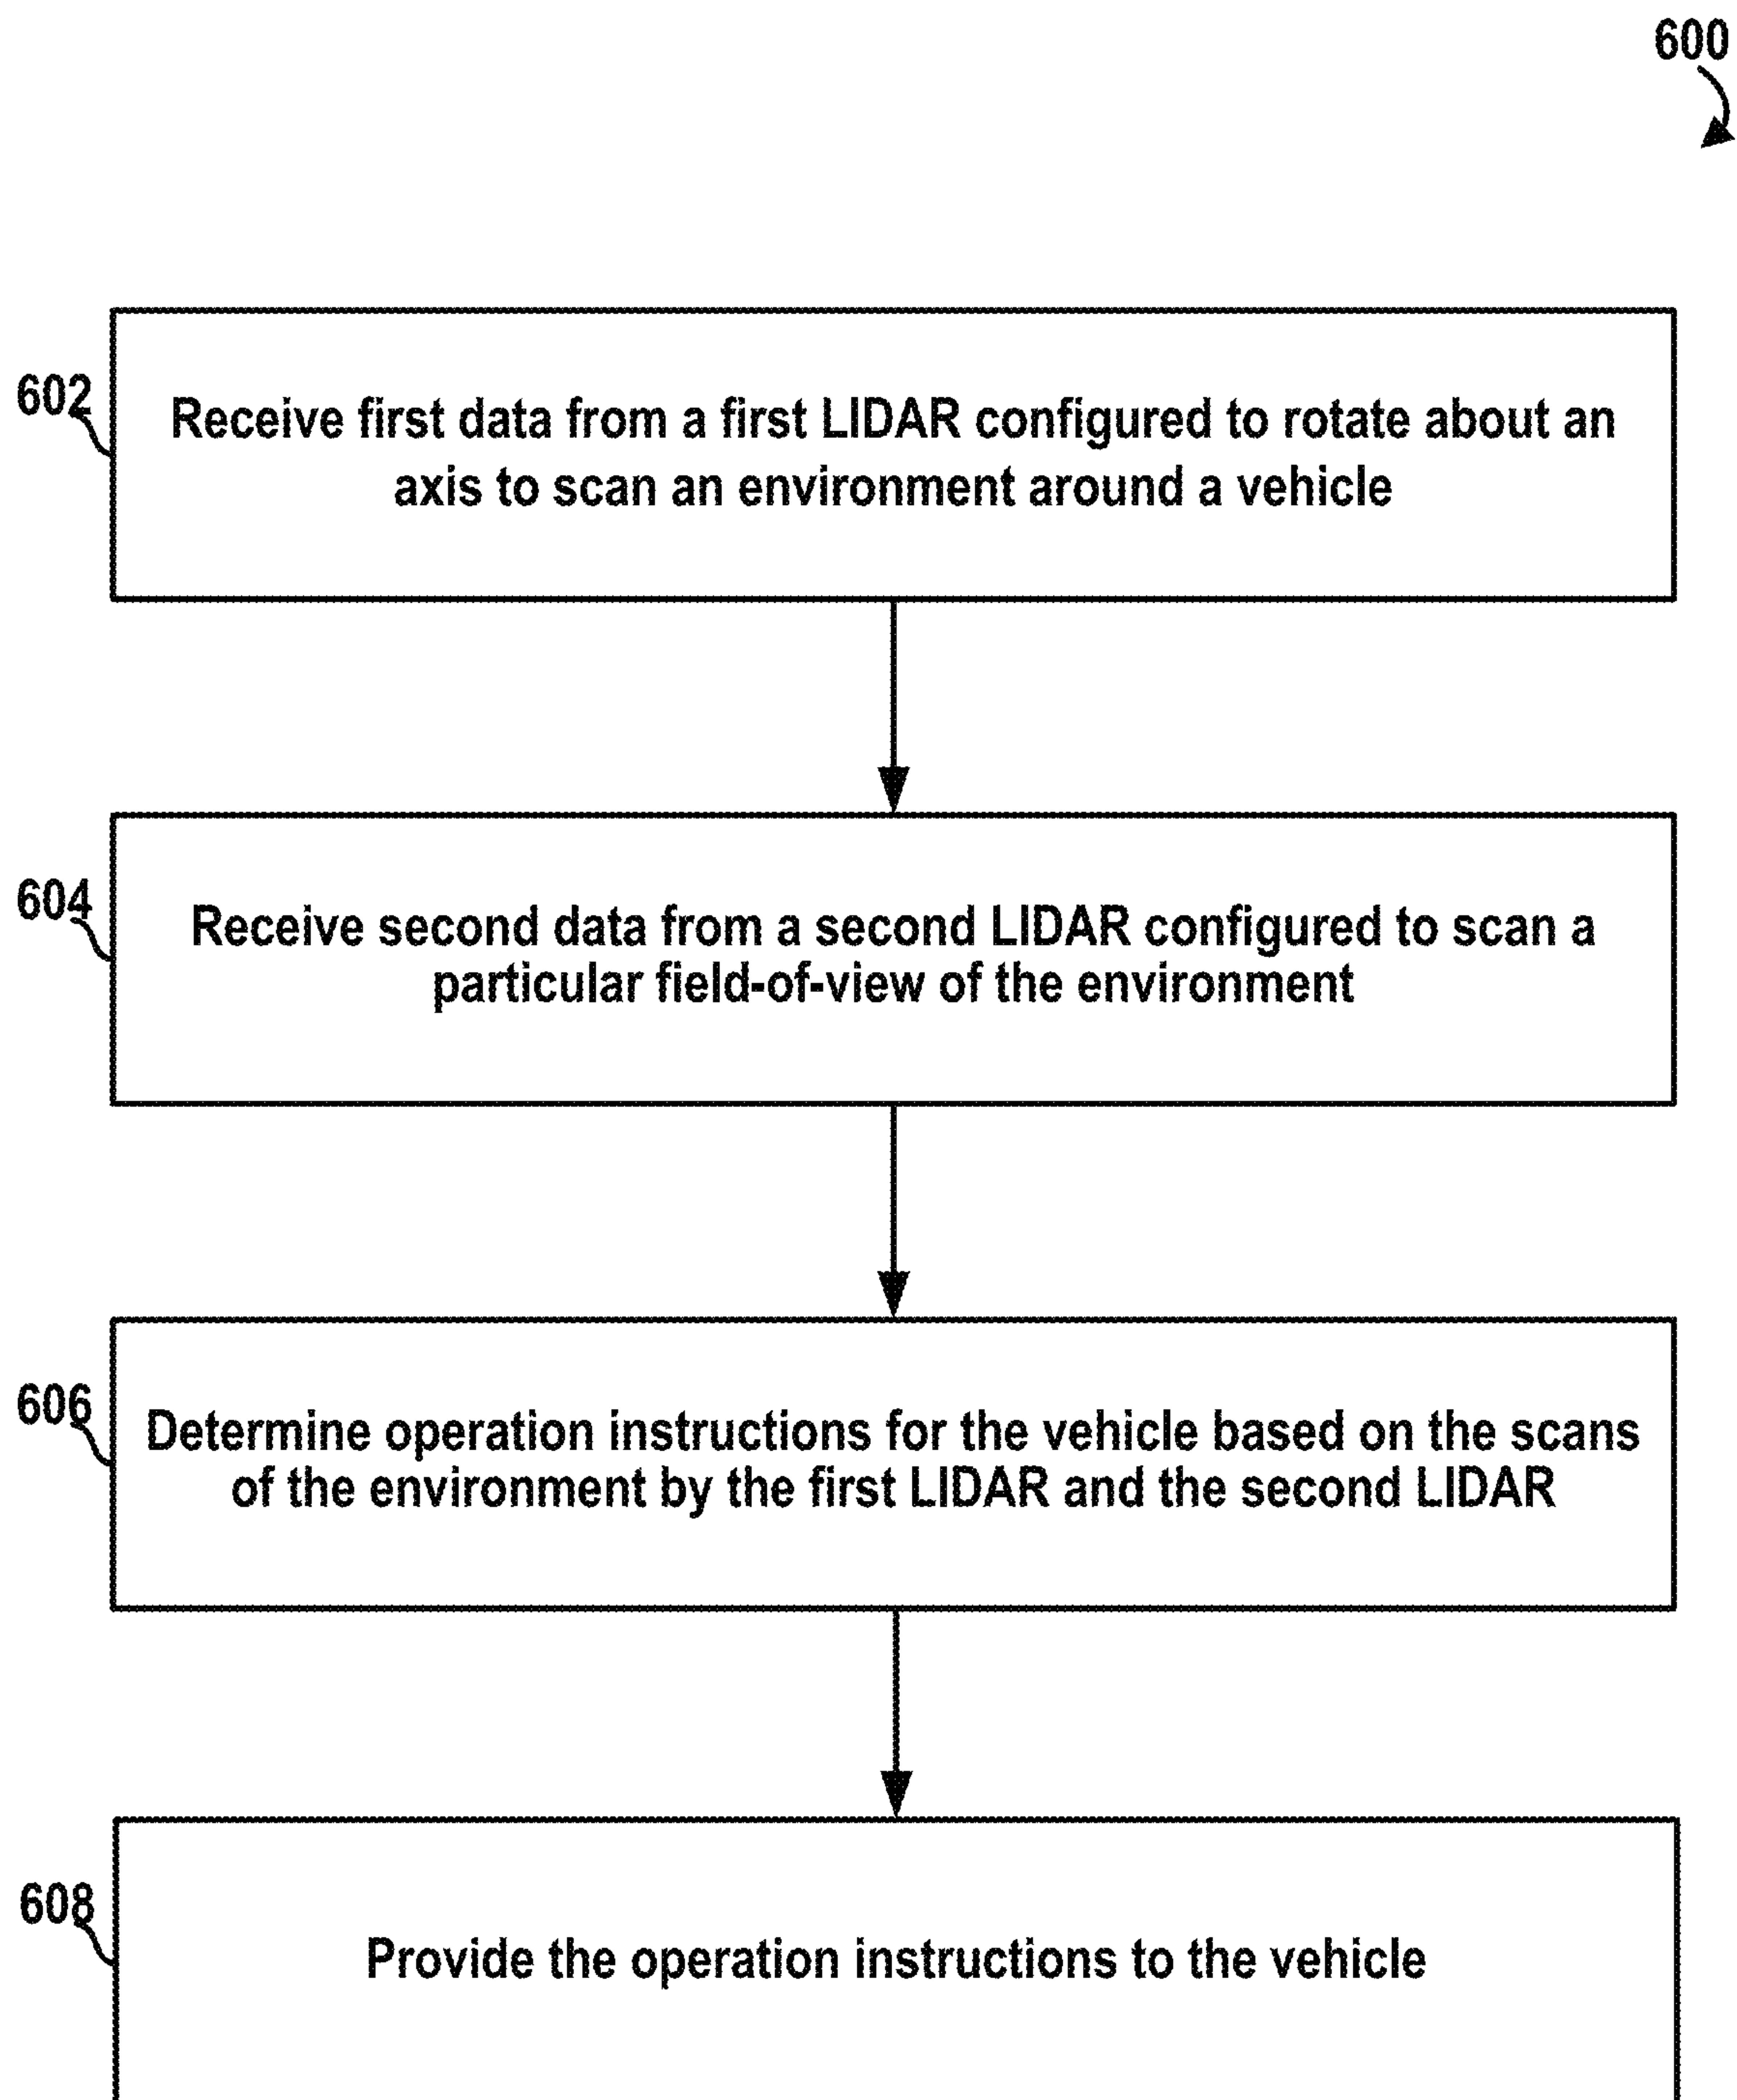 600
602
Receive first data from a first LIDAR configured to rotate about an
axis to scan an environment around a vehicle
604
Receive second data from a second LIDAR configured to scan a
particular field-of-view of the environment
606
Determine operation instructions for the vehicle based on the scans
of the environment by the first LIDAR and the second LIDAR
608
Provide the operation instructions to the vehicle